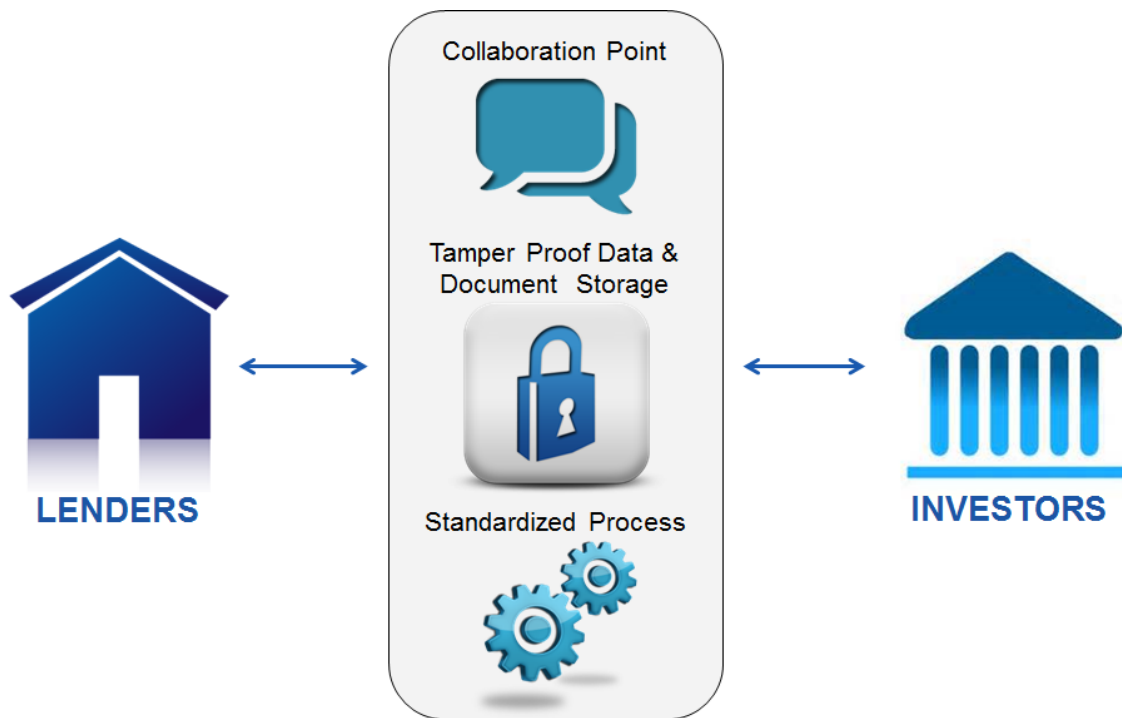 Collaboration Point
Tamper Proof Data &
Document Storage
LENDERS
INVESTORS
Standardized Process